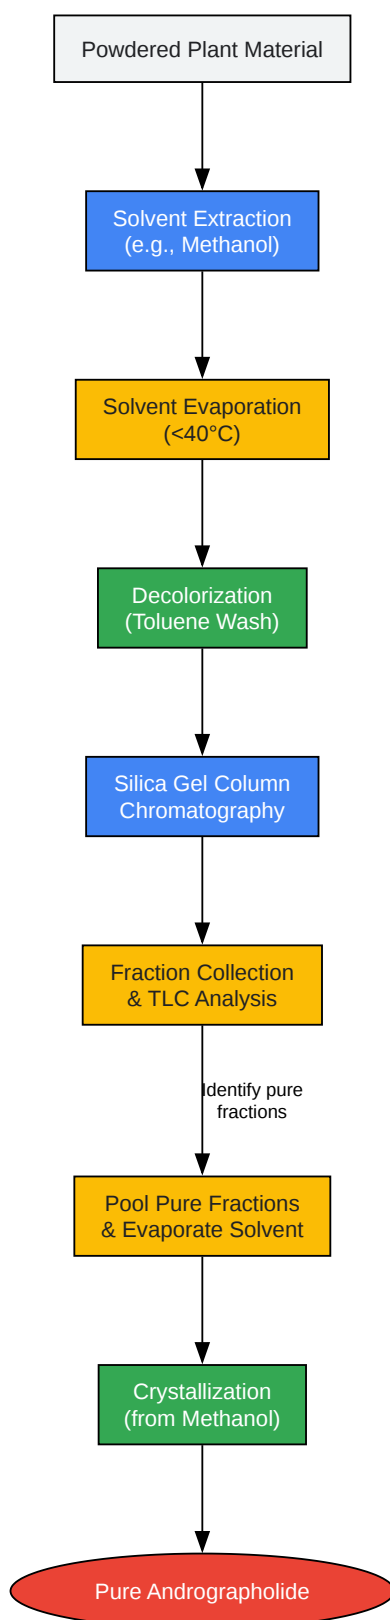 Powdered Plant Material
Solvent Extraction
(e.g., Methanol)
Solvent Evaporation
(<40°C)
Decolorization
(Toluene Wash)
Silica Gel Column
Chromatography
Fraction Collection
& TLC Analysis
Identify pure
fractions
Pool Pure Fractions
& Evaporate Solvent
Crystallization
(from Methanol)
Pure Andrographolide